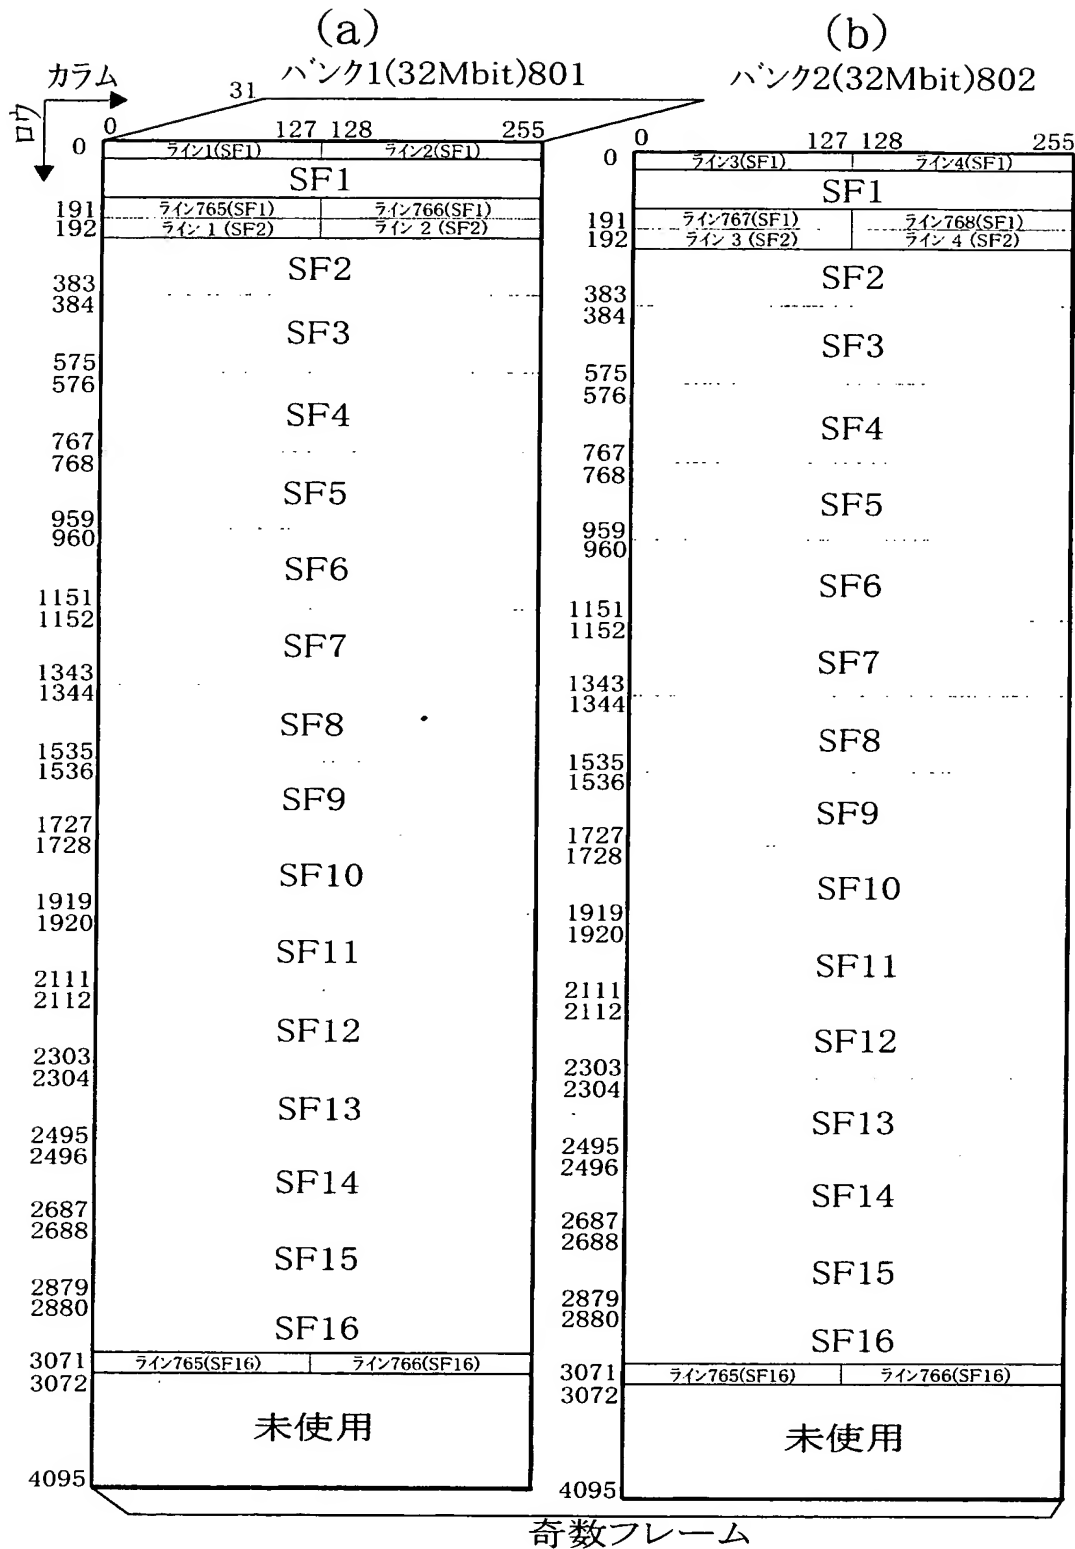 (a)
バンク1(32Mbit)801
カラム
ロウ
31
0
127 128
255
0
ライン1(SF1)
ライン2(SF1)
SF1
191
ライン765(SF1)
ライン766(SF1)
192
ライン 1 (SF2)
ライン 2 (SF2)
SF2
383
384
SF3
575
576
SF4
767
768
SF5
959
960
SF6
1151
1152
SF7
1343
1344
SF8
1535
1536
SF9
1727
1728
SF10
1919
1920
SF11
2111
2112
SF12
2303
2304
SF13
2495
2496
SF14
2687
2688
SF15
2879
2880
SF16
3071
ライン765(SF16)
ライン766(SF16)
3072
未使用
4095
(b)
バンク2(32Mbit)802
0
127 128
255
0
ライン3(SF1)
ライン4(SF1)
SF1
191
ライン767(SF1)
ライン768(SF1)
192
ライン 3 (SF2)
ライン 4 (SF2)
SF2
383
384
SF3
575
576
SF4
767
768
SF5
959
960
SF6
1151
1152
SF7
1343
1344
SF8
1535
1536
SF9
1727
1728
SF10
1919
1920
SF11
2111
2112
SF12
2303
2304
SF13
2495
2496
SF14
2687
2688
SF15
2879
2880
SF16
3071
ライン765(SF16)
ライン766(SF16)
3072
未使用
4095
奇数フレーム